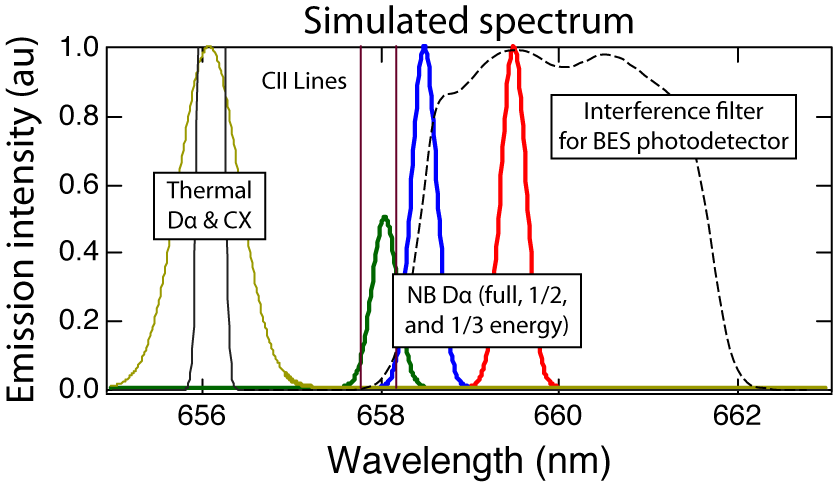 Simulated spectrum
Emission intensity (au)
1.0
0.8
0.6
0.4
0.2
0.0
CII Lines
Interference filter
for BES photodetector
Thermal
Dα & CX
NB Dα (full, 1/2,
and 1/3 energy)
656
658
660
662
Wavelength (nm)